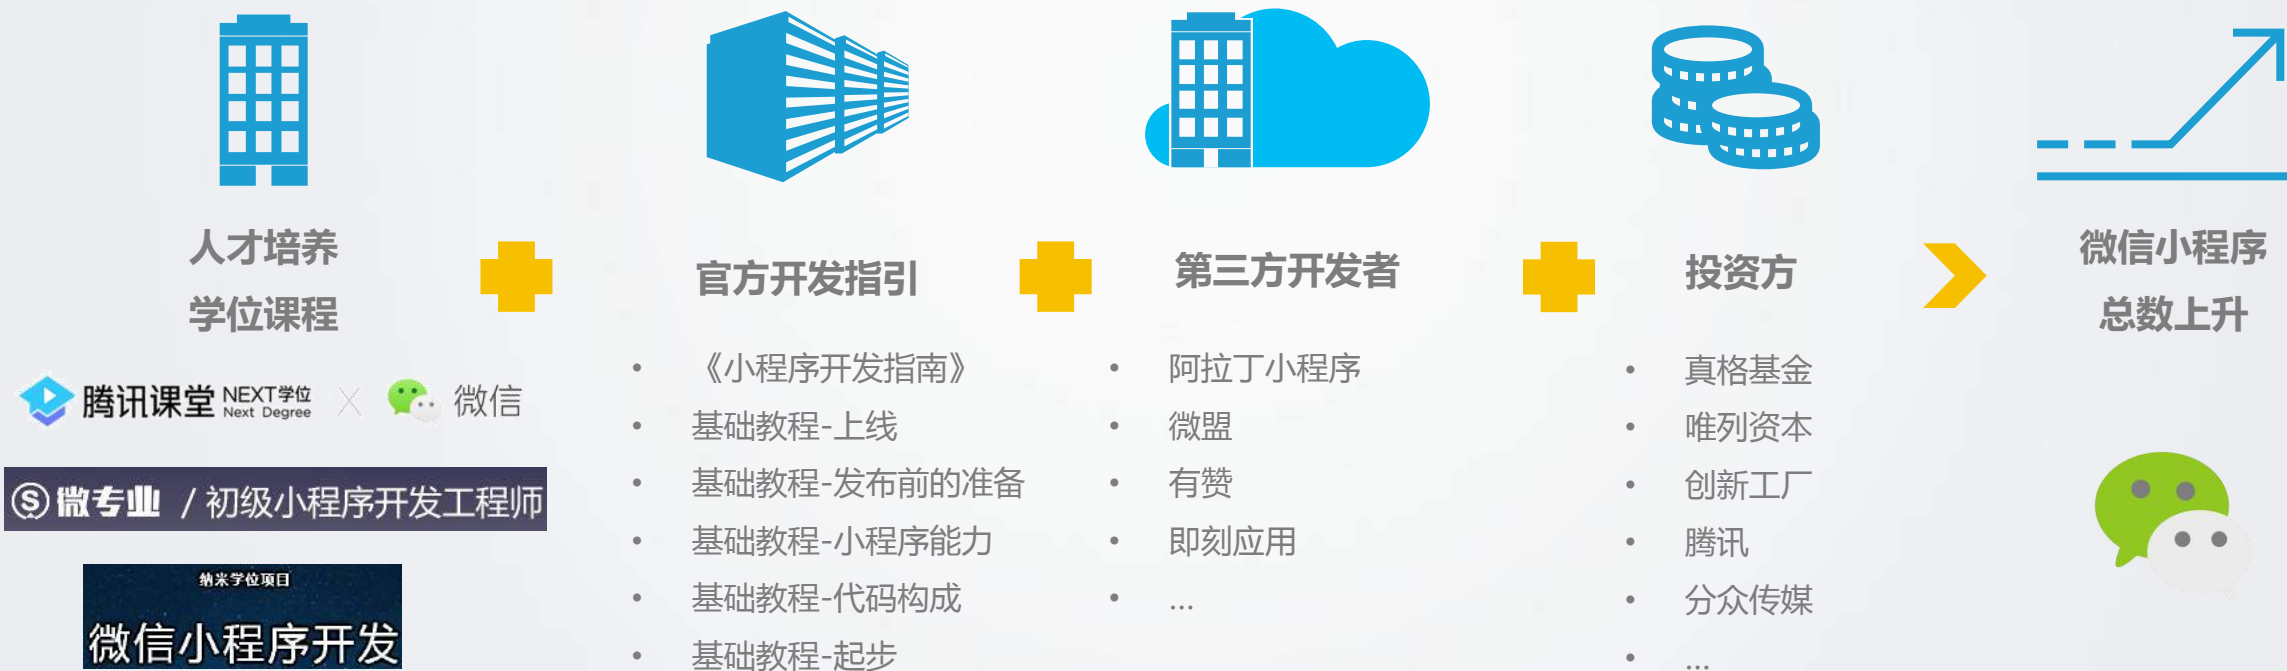 人才培养
学位课程
腾讯课堂 NEXT学位
Next Degree
X
微信
S 微专业 / 初级小程序开发工程师
纳米学位项目
微信小程序开发
官方开发指引
• 《小程序开发指南》
• 基础教程-上线
• 基础教程-发布前的准备
• 基础教程-小程序能力
• 基础教程-代码构成
• 基础教程-起步
第三方开发者
• 阿拉丁小程序
• 微盟
• 有赞
• 即刻应用
• ...
投资方
• 真格基金
• 唯列资本
• 创新工厂
• 腾讯
• 分众传媒
• ...
微信小程序
总数上升